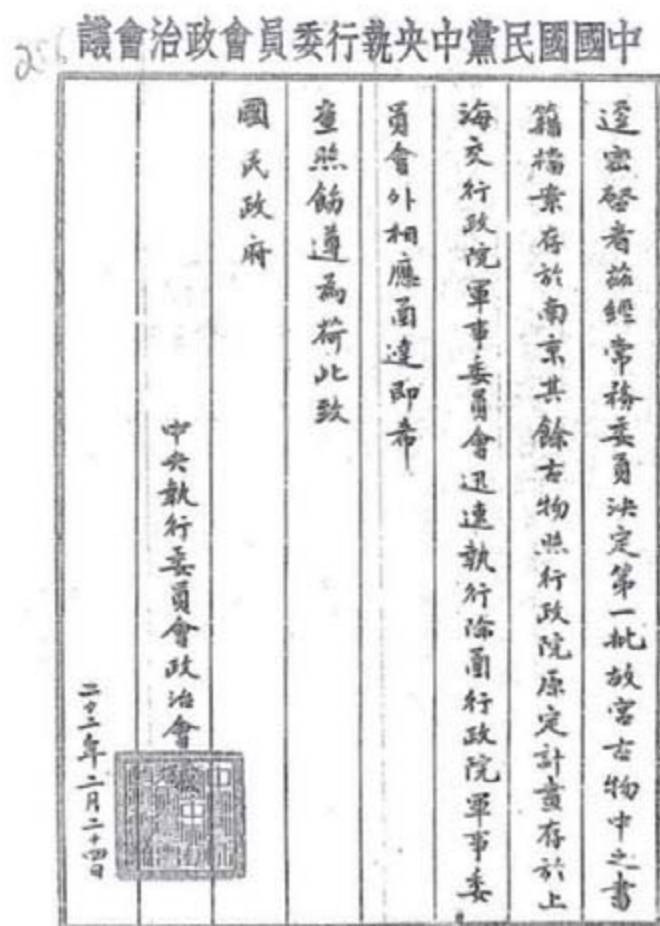 中國國民黨中央執行委員會政治會議
逕密啓者茲經常務委員決定第一批故宮古物中之書
籍檔案存於南京其餘古物照行政院原定計畫存於上
海交行政院軍事委員會迅速執行除函行政院軍事委
員會外相應函達即希
查照飭遵為荷此致
國民政府
中央執行委員會政治會
二十二年二月二十四日